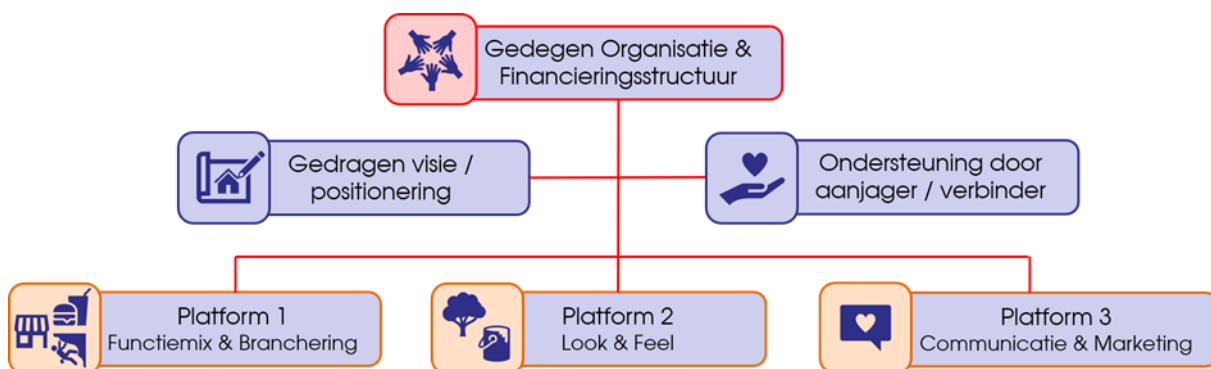 Gedegen Organisatie &
Financieringsstructuur
Gedragen visie /
positionering
Ondersteuning door
aanjager / verbinder
Platform 1
Functiemix & Branchering
Platform 2
Look & Feel
Platform 3
Communicatie & Marketing